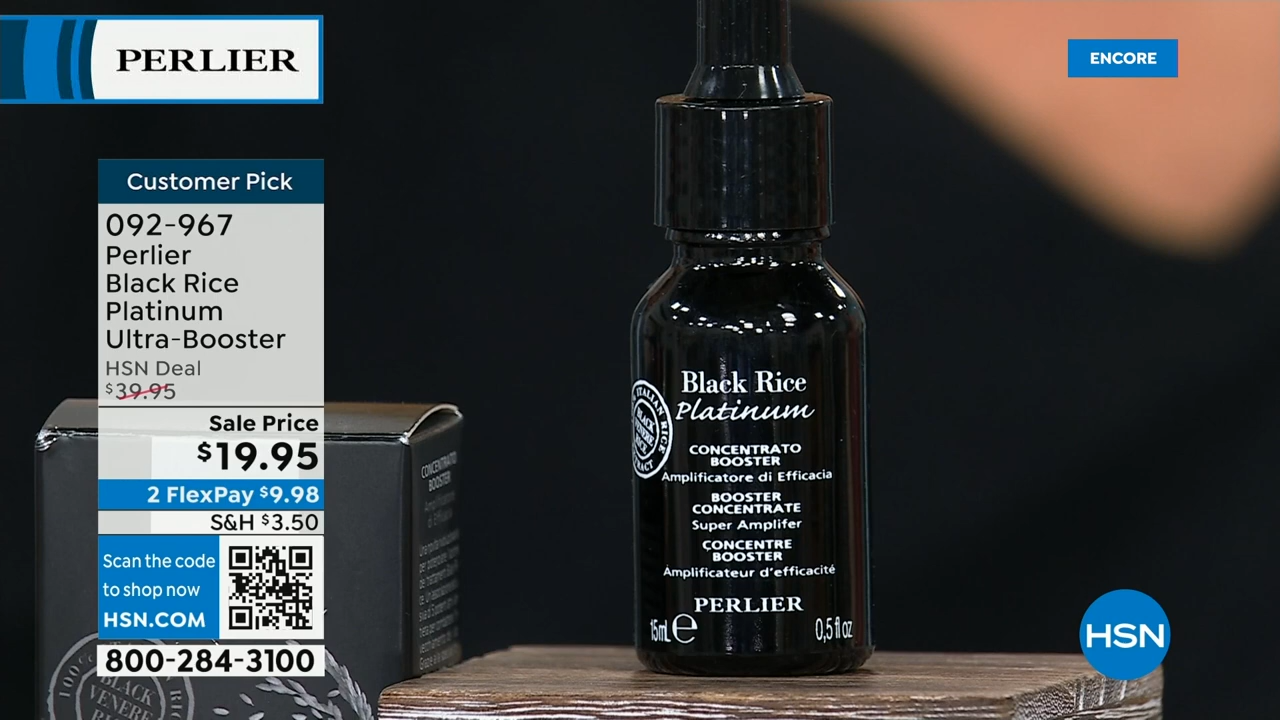 PERLIER
ENCORE
Customer Pick
092-967
Perlier
Black Rice
Platinum
Ultra-Booster
HSN Deal
$39.95
Sale Price
$19.95
2 FlexPay $9.98
S&H $3.50
Scan the code
to shop now
HSN.COM
800-284-3100
Black Rice
Platinum
ITALIAN RICE
BLACK
VENERE
RICE
EXTRACT
CONCENTRATO
BOOSTER
Amplificatore di Efficacia
BOOSTER
CONCENTRATE
Super Amplifer
CONCENTRE
BOOSTER
Amplificateur d'efficacité
PERLIER
15mL e 0,5 fl oz
CONCENTRATO
BOOSTER
BLACK
VENERE
HSN